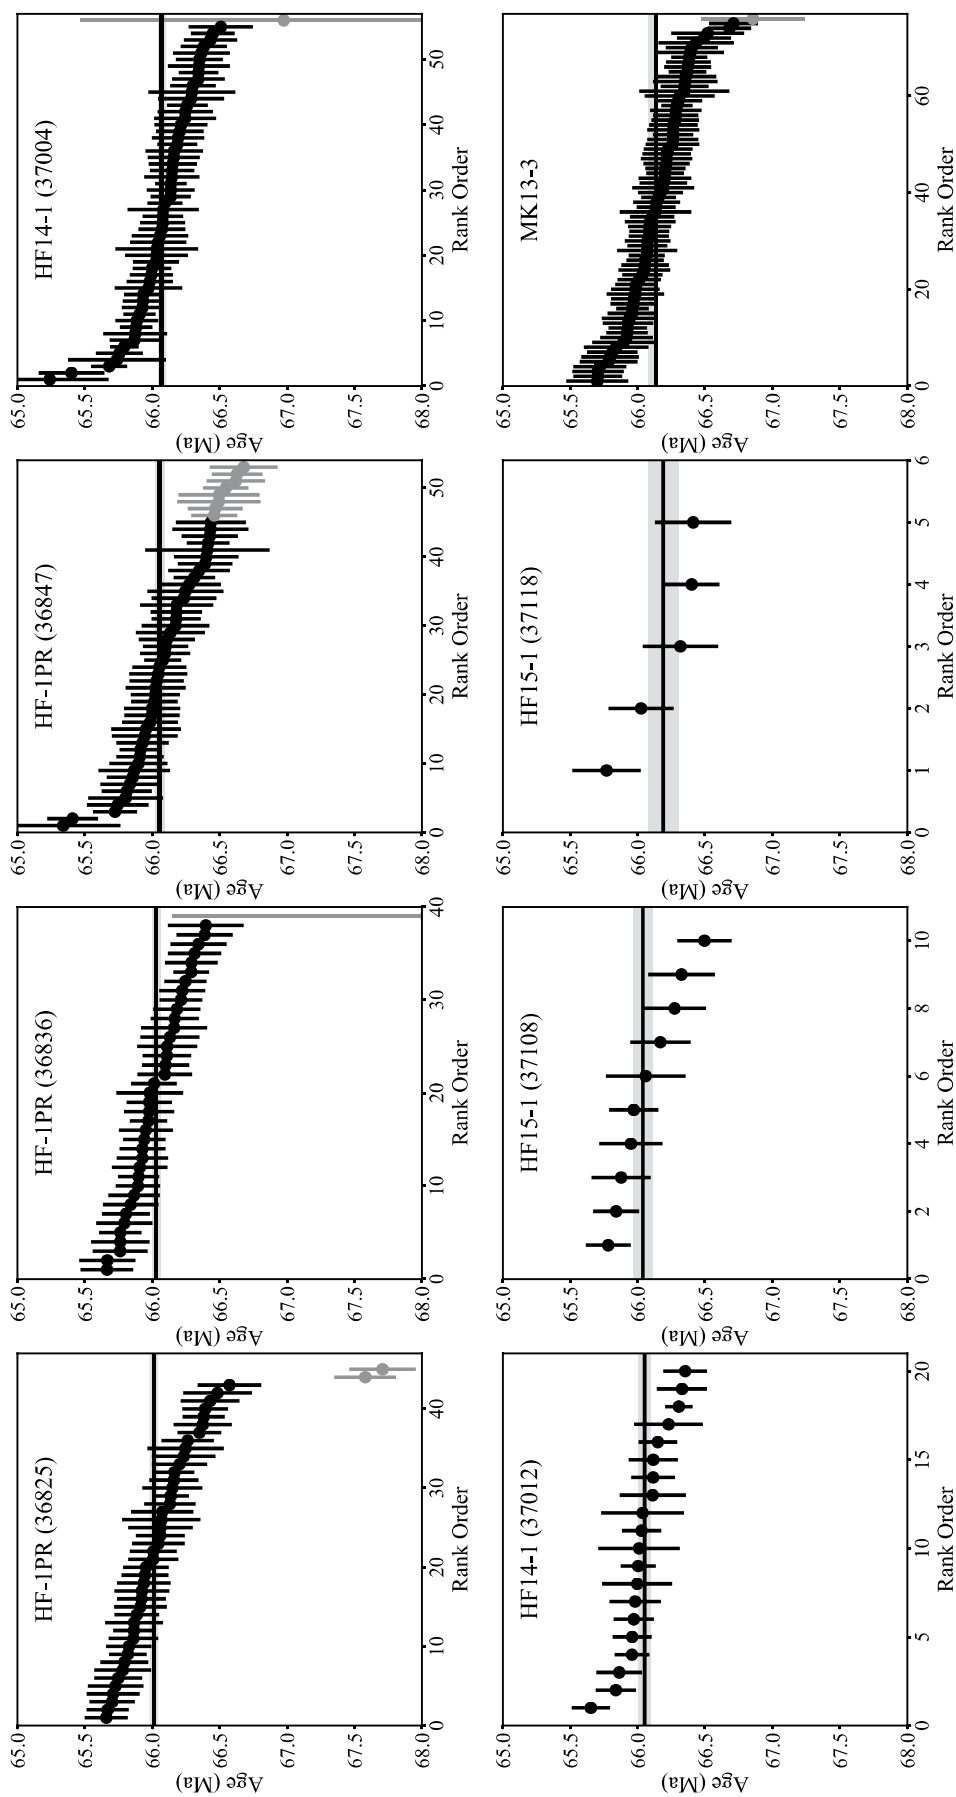 HF-1PR (36825)
Age (Ma)
65.0
65.5
66.0
66.5
67.0
67.5
68.0
0 10 20 30 40
Rank Order
HF-1PR (36836)
Age (Ma)
65.0
65.5
66.0
66.5
67.0
67.5
68.0
0 10 20 30 40
Rank Order
HF-1PR (36847)
Age (Ma)
65.0
65.5
66.0
66.5
67.0
67.5
68.0
0 10 20 30 40 50
Rank Order
HF14-1 (37004)
Age (Ma)
65.0
65.5
66.0
66.5
67.0
67.5
68.0
0 10 20 30 40 50
Rank Order
HF14-1 (37012)
Age (Ma)
65.0
65.5
66.0
66.5
67.0
67.5
68.0
0 5 10 15 20
Rank Order
HF15-1 (37108)
Age (Ma)
65.0
65.5
66.0
66.5
67.0
67.5
68.0
0 2 4 6 8 10
Rank Order
HF15-1 (37118)
Age (Ma)
65.0
65.5
66.0
66.5
67.0
67.5
68.0
0 1 2 3 4 5 6
Rank Order
MK13-3
Age (Ma)
65.0
65.5
66.0
66.5
67.0
67.5
68.0
0 20 40 60
Rank Order